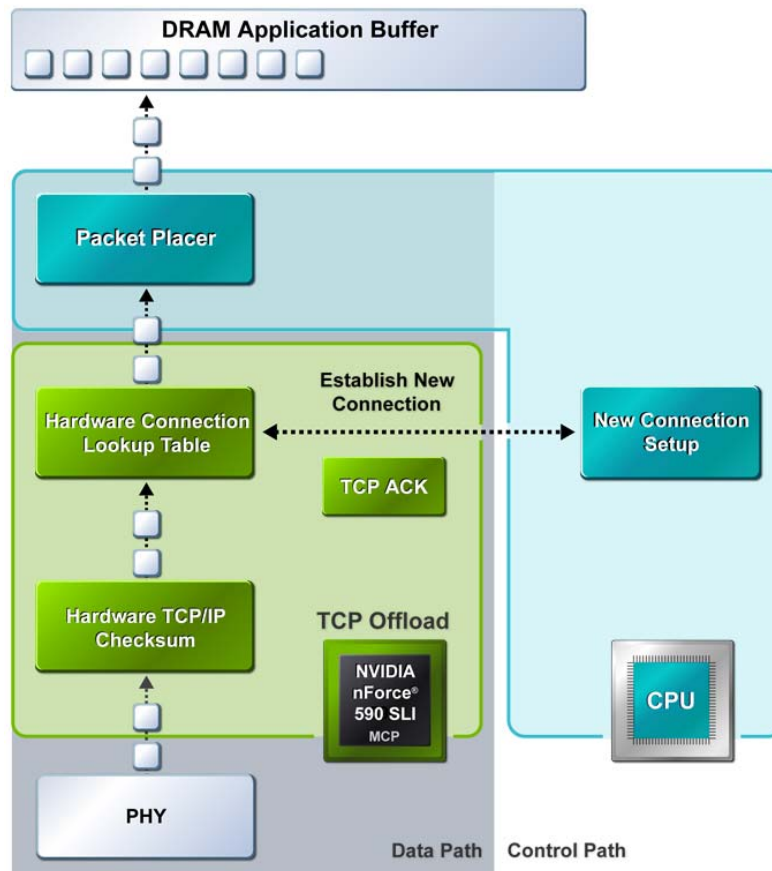 DRAM Application Buffer
Packet Placer
Establish New
Connection
Hardware Connection
Lookup Table
New Connection
Setup
TCP ACK
Hardware TCP/IP
Checksum
TCP Offload
NVIDIA
nForce®
590 SLI
MCP
CPU
PHY
Data Path
Control Path